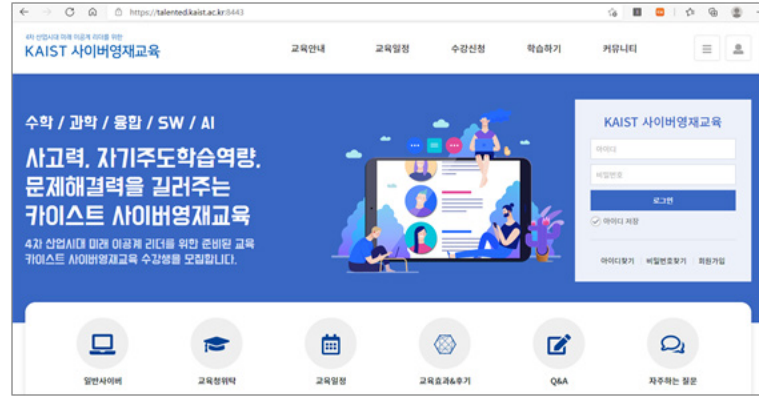 https://talented.kaist.ac.kr:8443
4차 산업시대 미래 이공계 리더를 위한
KAIST 사이버영재교육
교육안내 교육일정 수강신청 학습하기 커뮤니티
수학 / 과학 / 융합 / SW / AI
사고력, 자기주도학습역량,
문제해결력을 길러주는
카이스트 사이버영재교육
4차 산업시대 미래 이공계 리더를 위한 준비된 교육
카이스트 사이버영재교육 수강생을 모집합니다.
KAIST 사이버영재교육
아이디
비밀번호
로그인
아이디 저장
아이디찾기 비밀번호찾기 회원가입
일반사이버 교육청위탁 교육일정 교육효과&후기 Q&A 자주하는 질문